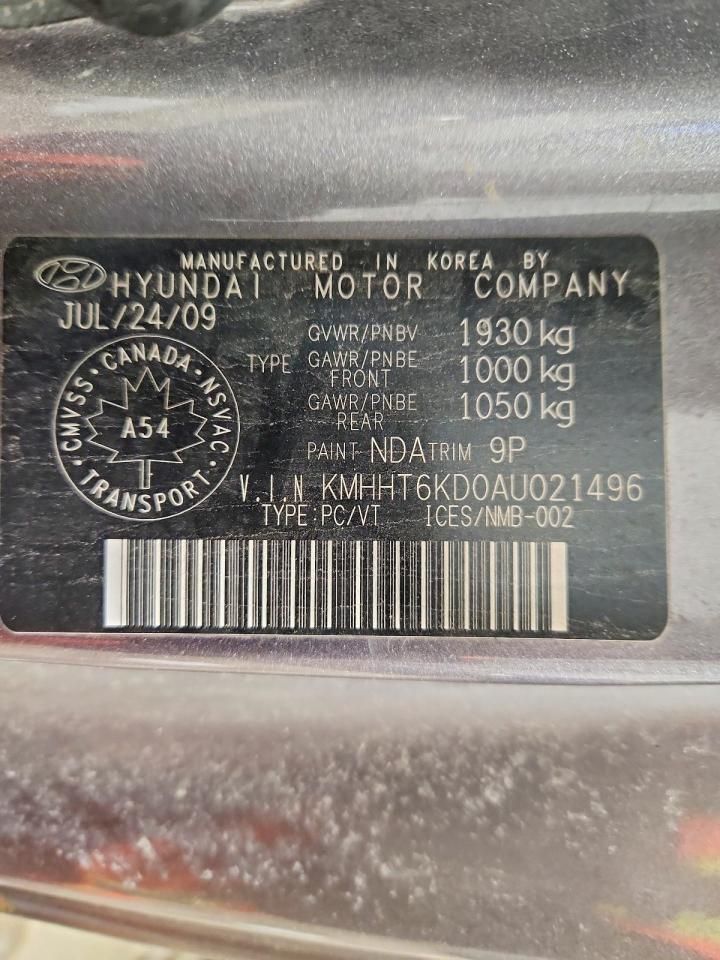 MANUFACTURED IN KOREA BY
HYUNDAI MOTOR COMPANY
JUL/24/09
GVWR/PNBV 1930 kg
TYPE GAWR/PNBE FRONT 1000 kg
GAWR/PNBE REAR 1050 kg
CMVSS · CANADA · NSVAC
A54
TRANSPORT
PAINT NDA TRIM 9P
V.I.N KMHHT6KD0AU021496
TYPE:PC/VT ICES/NMB-002